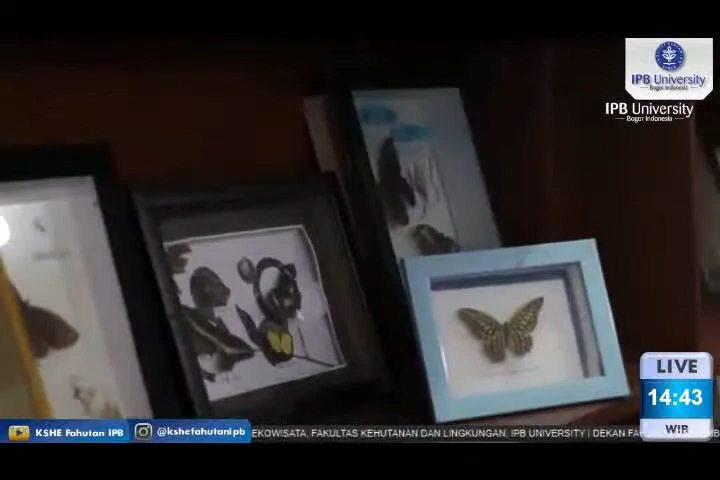 IPB University
Bogor Indonesia
IPB University
Bogor Indonesia
LIVE
14:43
WIB
KSHE Fahutan IPB
@kshefahutanipb
EKOWISATA, FAKULTAS KEHUTANAN DAN LINGKUNGAN, IPB UNIVERSITY | DEKAN